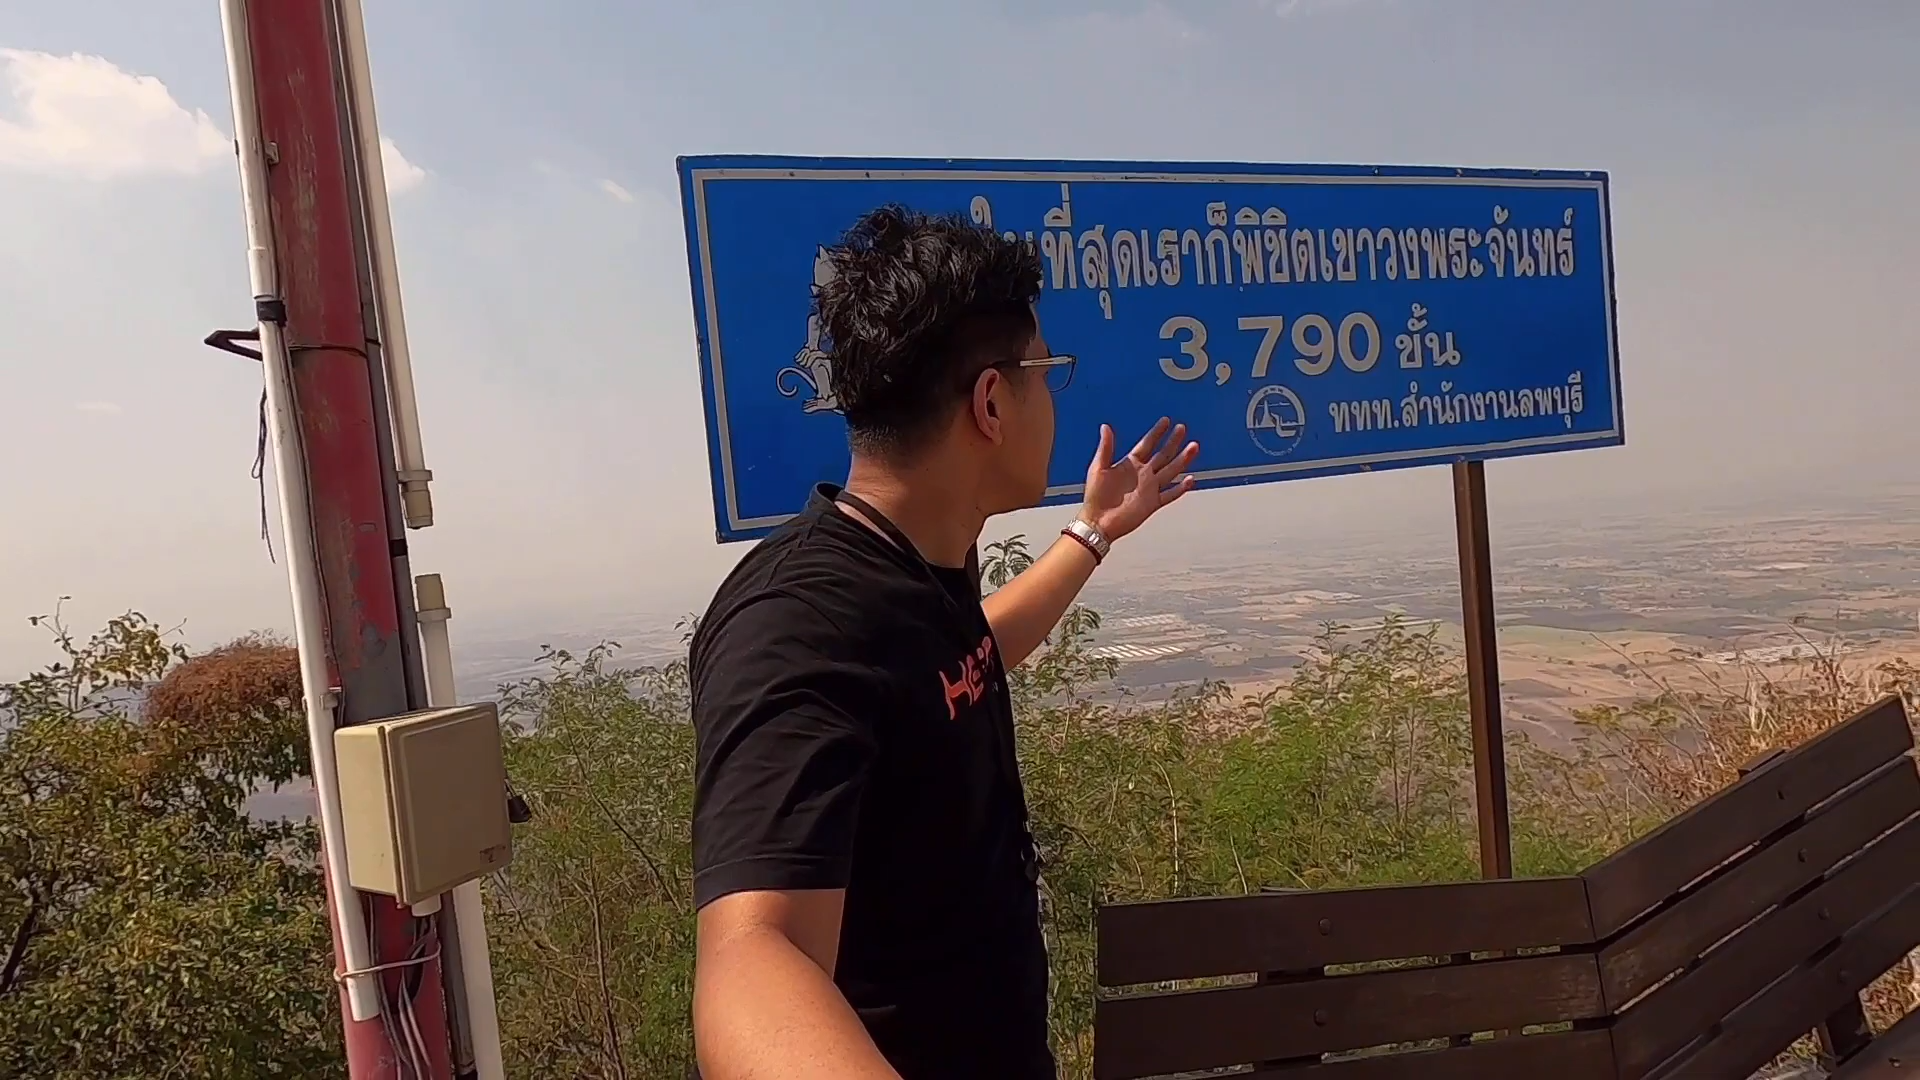 ในที่สุดเราก็พิชิตเขาวงพระจันทร์
3,790 ขั้น
ททท.สำนักงานลพบุรี